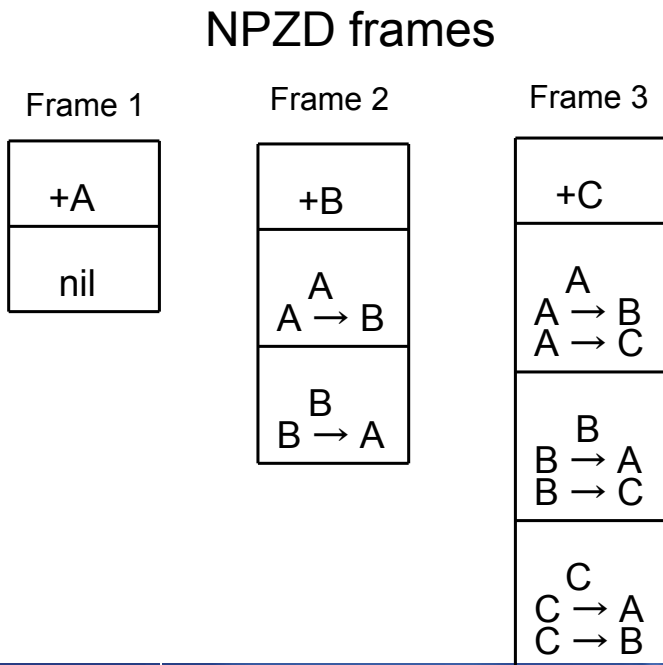 NPZD frames
Frame 1
+A
nil
Frame 2
+B
A
A → B
B
B → A
Frame 3
+C
A
A → B
A → C
B
B → A
B → C
C
C → A
C → B